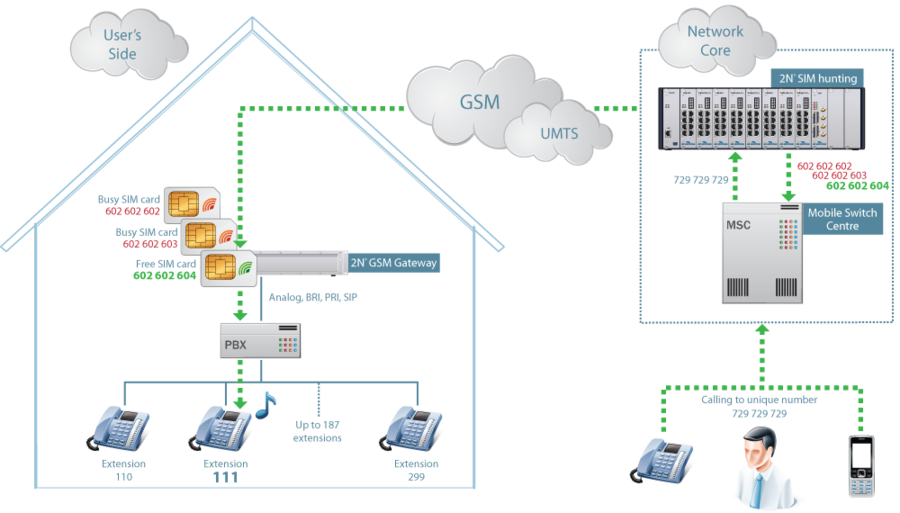 User's
Side
Network
Core
2N® SIM hunting
GSM
UMTS
729 729 729
602 602 602
602 602 603
602 602 604
Mobile Switch
Centre
MSC
Busy SIM card
602 602 602
Busy SIM card
602 602 603
Free SIM card
602 602 604
2N® GSM Gateway
Analog, BRI, PRI, SIP
PBX
Up to 187
extensions
Extension
110
Extension
111
Extension
299
Calling to unique number
729 729 729